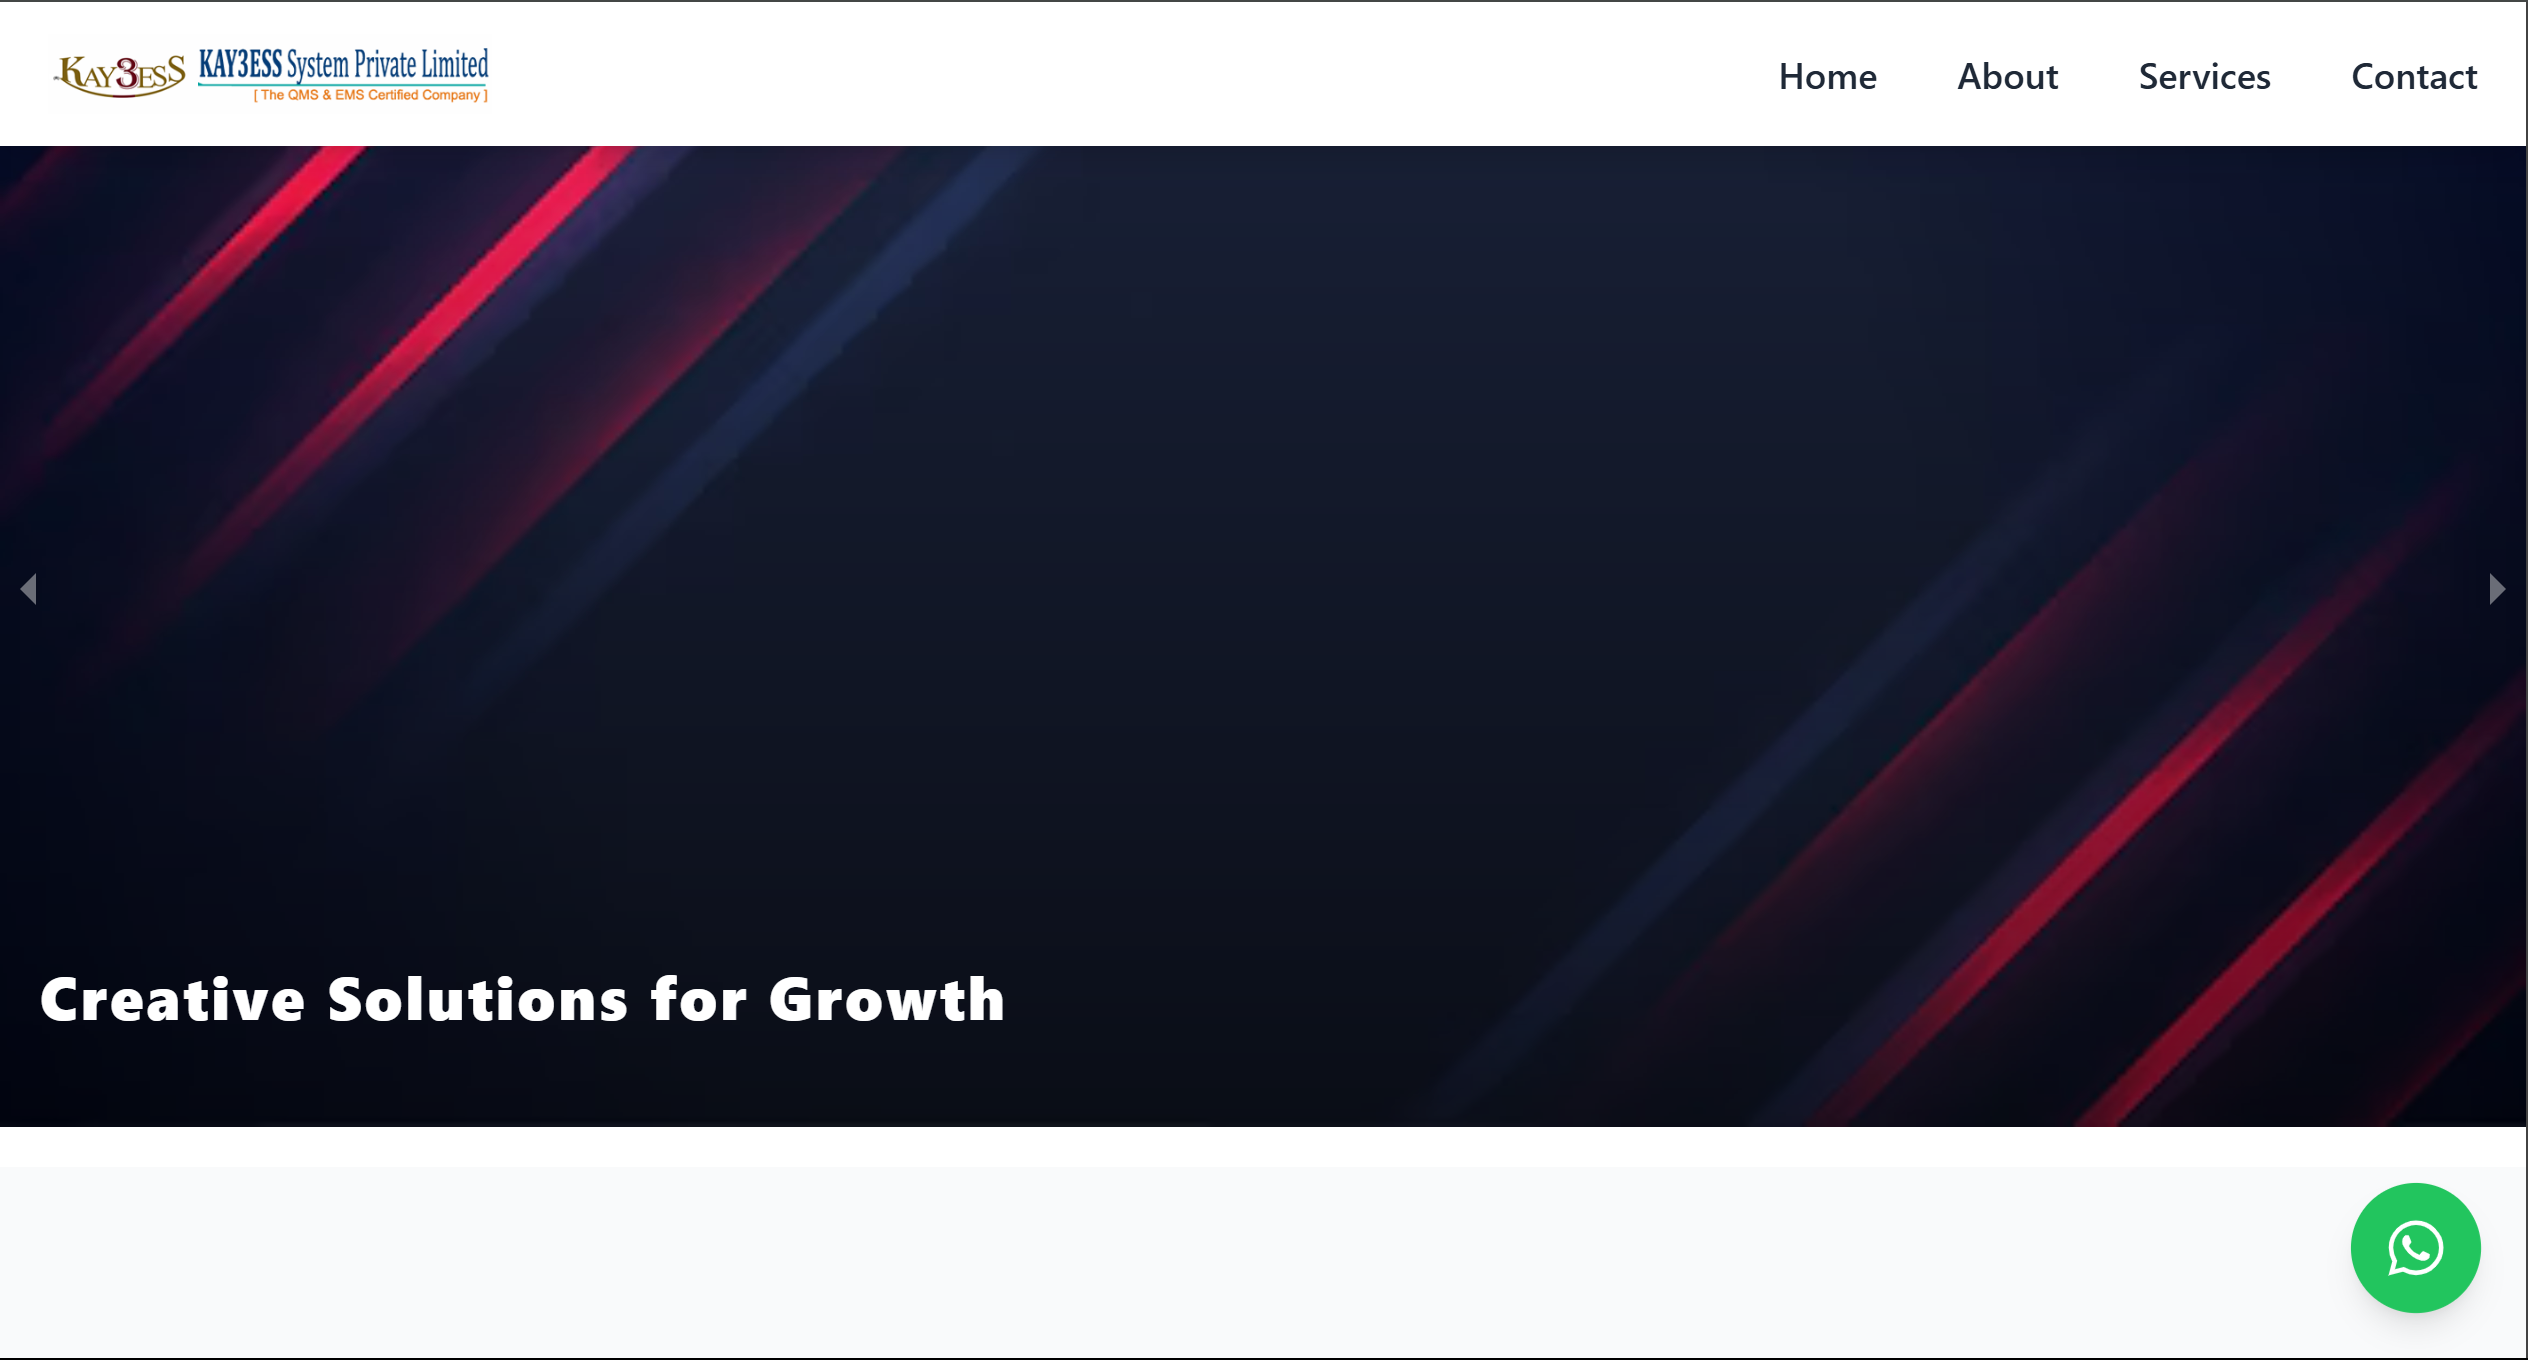 KAY3ESS
KAY3ESS System Private Limited
[ The QMS & EMS Certified Company ]
Home
About
Services
Contact
Creative Solutions for Growth